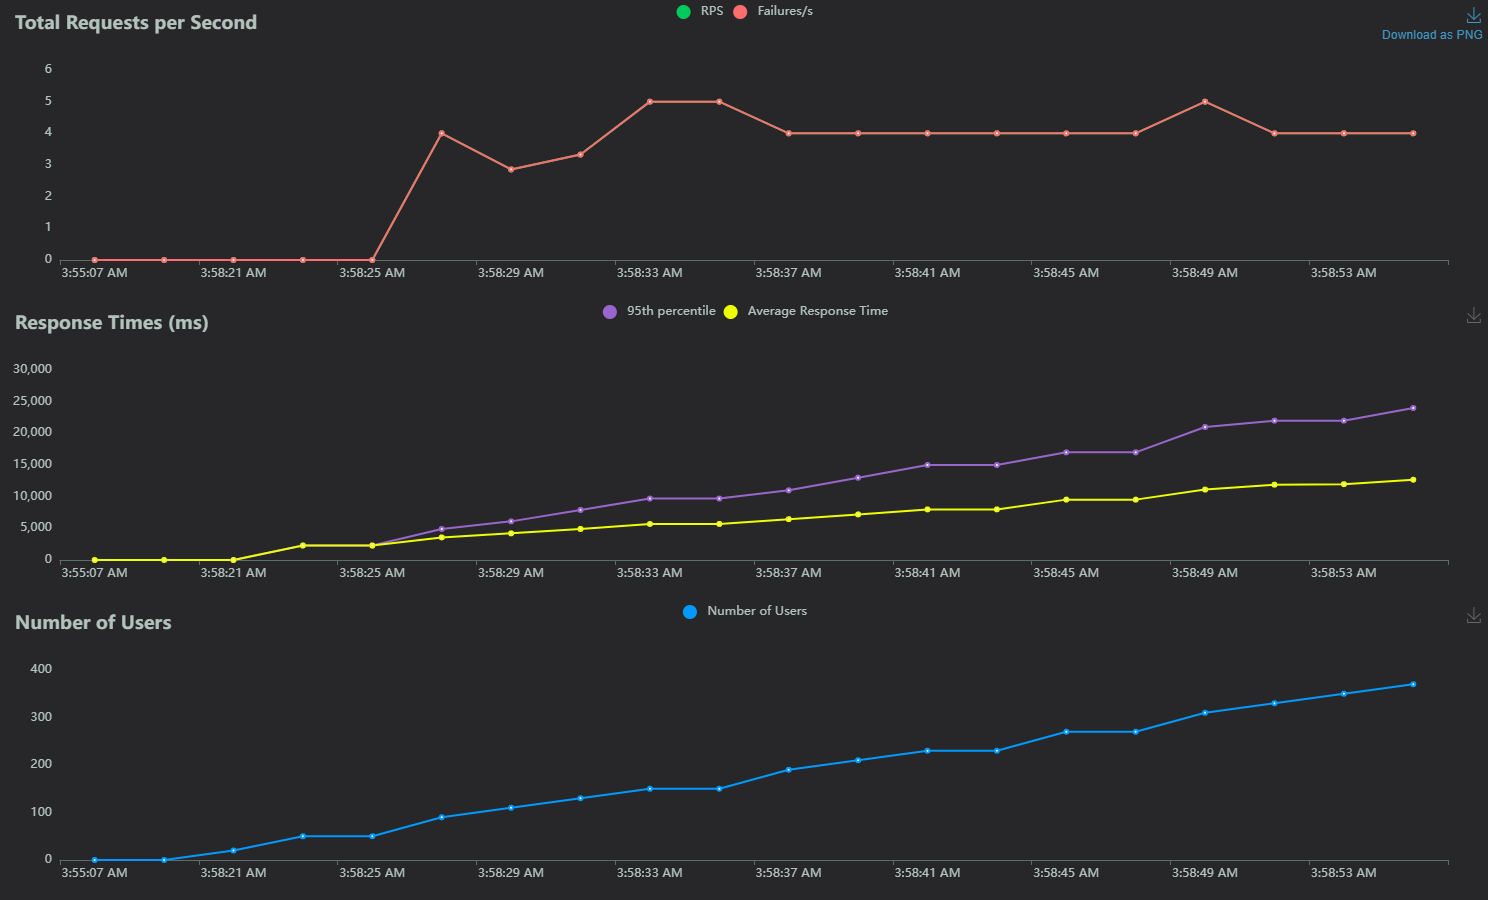 Total Requests per Second
RPS Failures/s
Download as PNG
6
5
4
3
2
1
0
3:55:07 AM 3:58:21 AM 3:58:25 AM 3:58:29 AM 3:58:33 AM 3:58:37 AM 3:58:41 AM 3:58:45 AM 3:58:49 AM 3:58:53 AM
Response Times (ms)
95th percentile Average Response Time
30,000
25,000
20,000
15,000
10,000
5,000
0
3:55:07 AM 3:58:21 AM 3:58:25 AM 3:58:29 AM 3:58:33 AM 3:58:37 AM 3:58:41 AM 3:58:45 AM 3:58:49 AM 3:58:53 AM
Number of Users
Number of Users
400
300
200
100
0
3:55:07 AM 3:58:21 AM 3:58:25 AM 3:58:29 AM 3:58:33 AM 3:58:37 AM 3:58:41 AM 3:58:45 AM 3:58:49 AM 3:58:53 AM